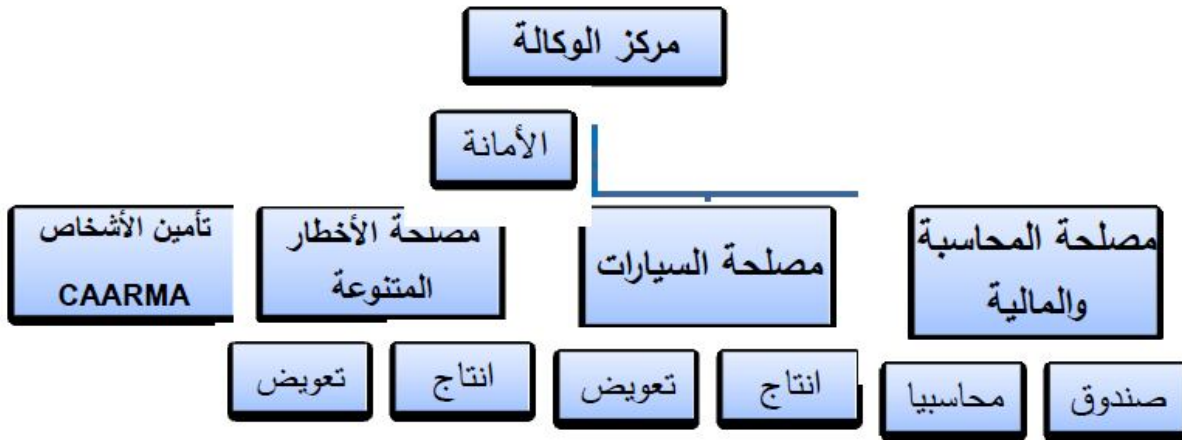 مركز الوكالة
الأمانة
مصلحة المحاسبة
والمالية
مصلحة السيارات
مصلحة الأخطار
المتنوعة
تأمين الأشخاص
CAARMA
صندوق
محاسبيا
انتاج
تعويض
انتاج
تعويض